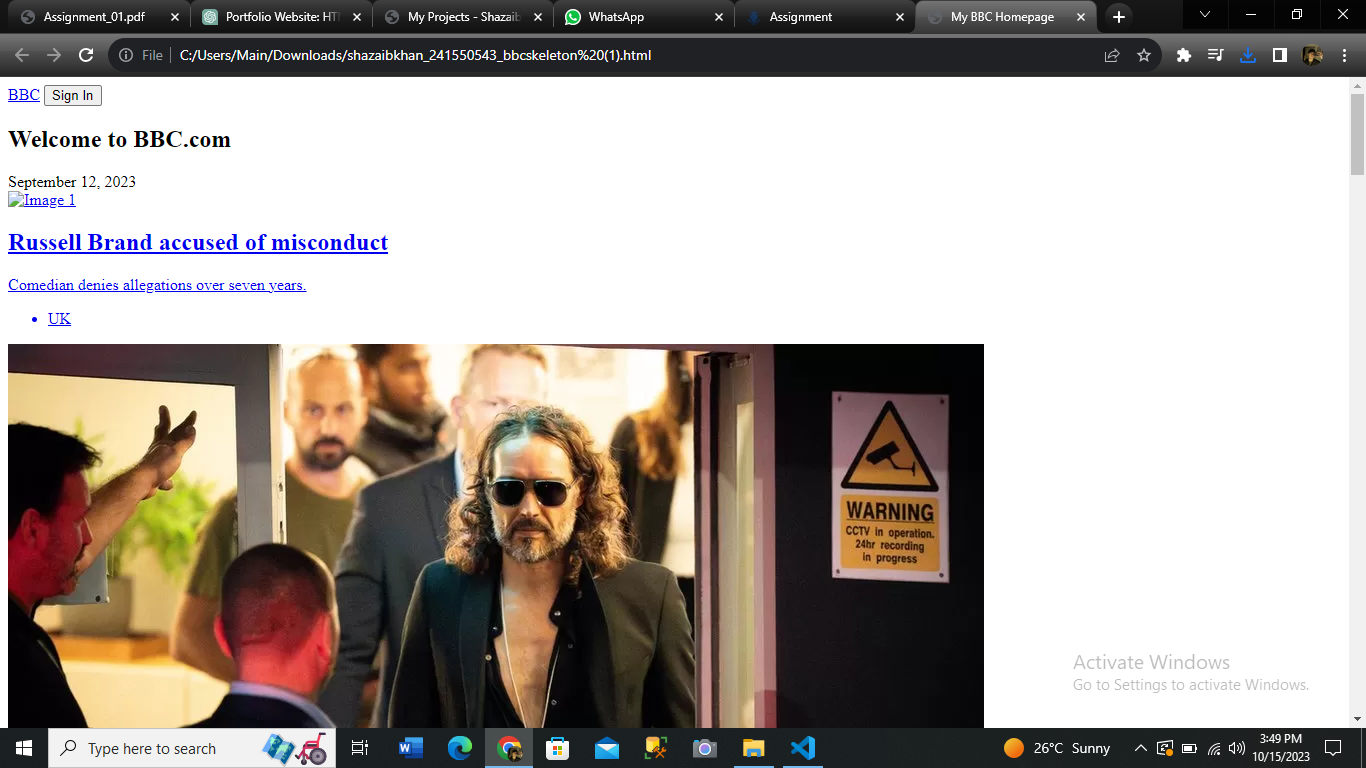 Assignment_01.pdf
Portfolio Website: HT
My Projects - Shazaib
WhatsApp
Assignment
My BBC Homepage
File
C:/Users/Main/Downloads/shazaibkhan_241550543_bbcskeleton%20(1).html
BBC Sign In
Welcome to BBC.com
September 12, 2023
Image 1
Russell Brand accused of misconduct
Comedian denies allegations over seven years.
UK
WARNING
CCTV in operation.
24hr recording
in progress
Activate Windows
Go to Settings to activate Windows.
Type here to search
26°C Sunny
3:49 PM
10/15/2023